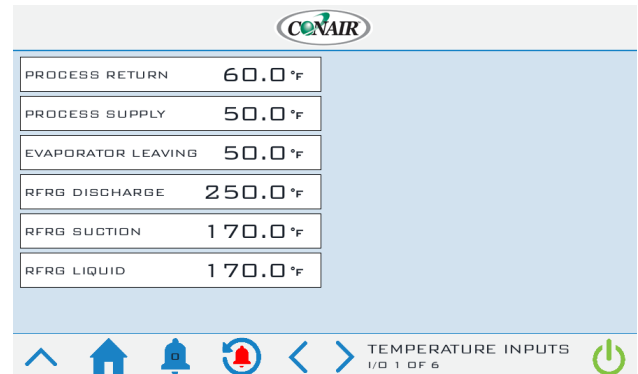 CONAIR
PROCESS RETURN 60.0 °F
PROCESS SUPPLY 50.0 °F
EVAPORATOR LEAVING 50.0 °F
RFRG DISCHARGE 250.0 °F
RFRG SUCTION 170.0 °F
RFRG LIQUID 170.0 °F
0
TEMPERATURE INPUTS
I/O 1 OF 6